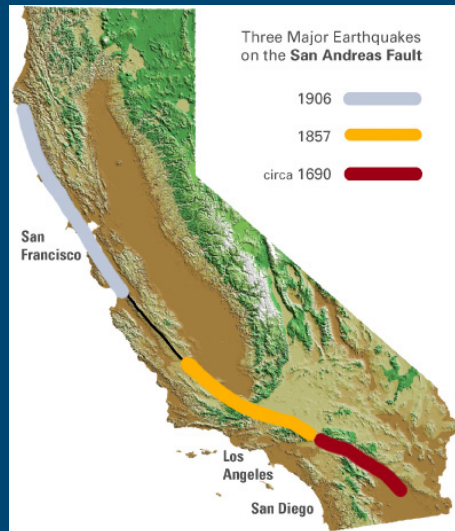 Three Major Earthquakes
on the San Andreas Fault
1906
1857
circa 1690
San
Francisco
Los
Angeles
San Diego